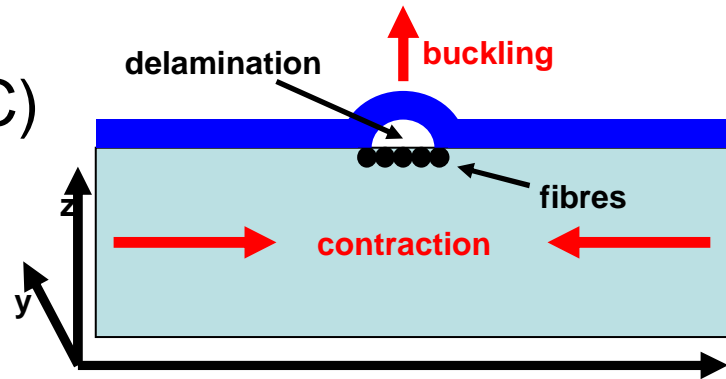 buckling
delamination
C)
fibres
z
contraction
y